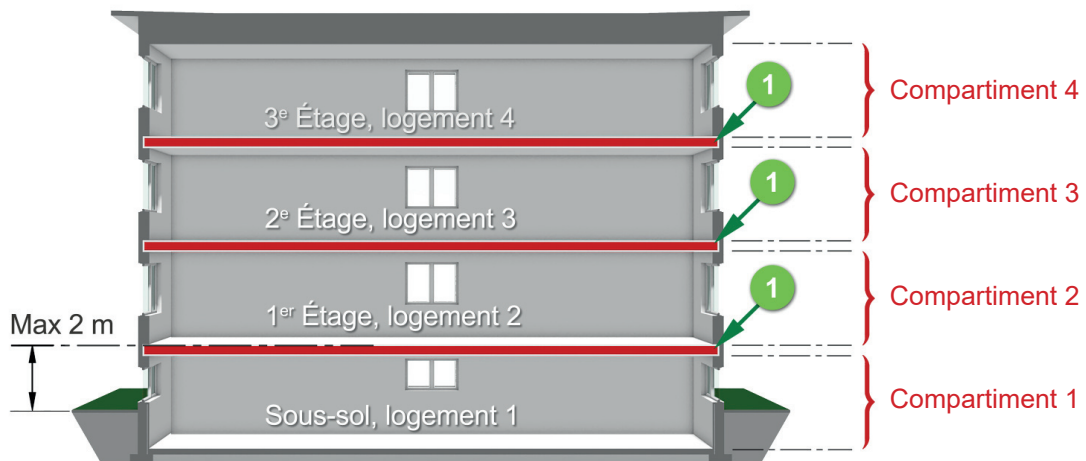 1
3e Étage, logement 4
Compartiment 4
1
2e Étage, logement 3
Compartiment 3
1
1er Étage, logement 2
Compartiment 2
Max 2 m
Sous-sol, logement 1
Compartiment 1